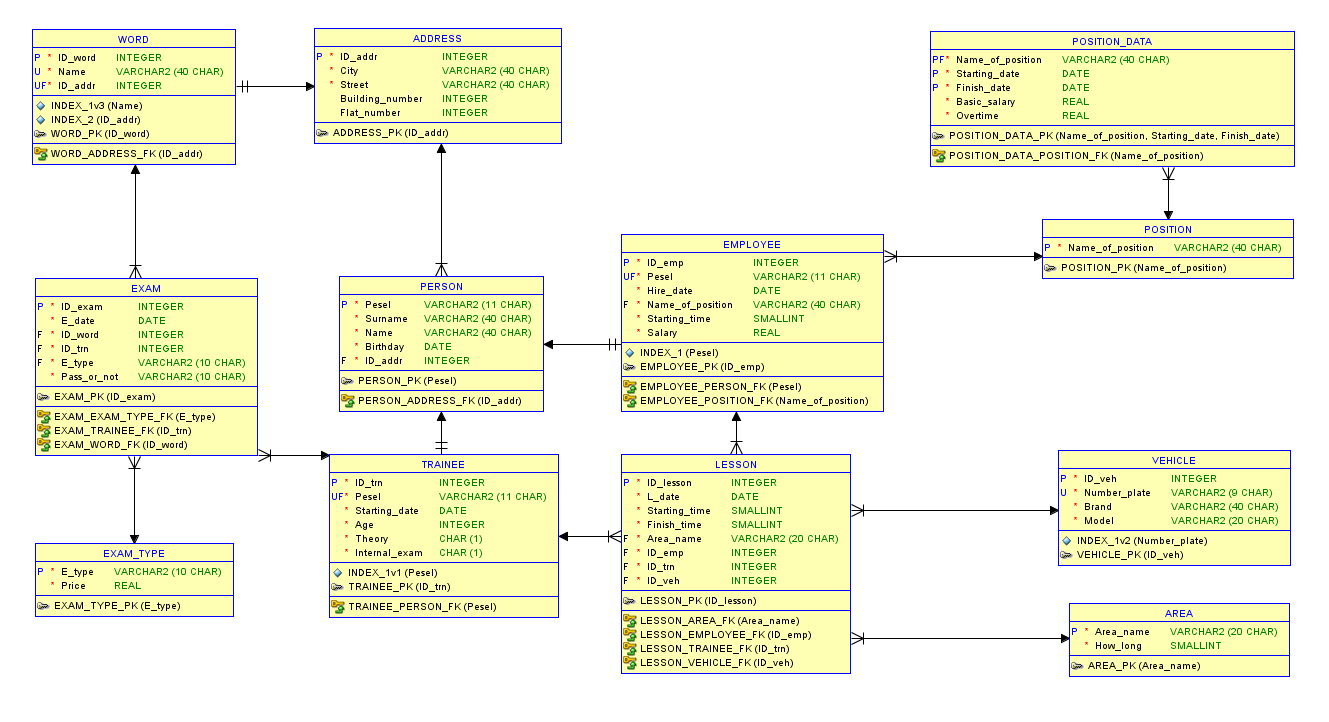 WORD
P * ID_word INTEGER
U * Name VARCHAR2 (40 CHAR)
UF* ID_addr INTEGER
INDEX_1v3 (Name)
INDEX_2 (ID_addr)
WORD_PK (ID_word)
WORD_ADDRESS_FK (ID_addr)
ADDRESS
P * ID_addr INTEGER
* City VARCHAR2 (40 CHAR)
* Street VARCHAR2 (40 CHAR)
Building_number INTEGER
Flat_number INTEGER
ADDRESS_PK (ID_addr)
POSITION_DATA
PF* Name_of_position VARCHAR2 (40 CHAR)
P * Starting_date DATE
P * Finish_date DATE
* Basic_salary REAL
* Overtime REAL
POSITION_DATA_PK (Name_of_position, Starting_date, Finish_date)
POSITION_DATA_POSITION_FK (Name_of_position)
POSITION
P * Name_of_position VARCHAR2 (40 CHAR)
POSITION_PK (Name_of_position)
EMPLOYEE
P * ID_emp INTEGER
UF* Pesel VARCHAR2 (11 CHAR)
* Hire_date DATE
F * Name_of_position VARCHAR2 (40 CHAR)
* Starting_time SMALLINT
* Salary REAL
INDEX_1 (Pesel)
EMPLOYEE_PK (ID_emp)
EMPLOYEE_PERSON_FK (Pesel)
EMPLOYEE_POSITION_FK (Name_of_position)
EXAM
P * ID_exam INTEGER
* E_date DATE
F * ID_word INTEGER
F * ID_trn INTEGER
F * E_type VARCHAR2 (10 CHAR)
* Pass_or_not VARCHAR2 (10 CHAR)
EXAM_PK (ID_exam)
EXAM_EXAM_TYPE_FK (E_type)
EXAM_TRAINEE_FK (ID_trn)
EXAM_WORD_FK (ID_word)
PERSON
P * Pesel VARCHAR2 (11 CHAR)
* Surname VARCHAR2 (40 CHAR)
* Name VARCHAR2 (40 CHAR)
* Birthday DATE
F * ID_addr INTEGER
PERSON_PK (Pesel)
PERSON_ADDRESS_FK (ID_addr)
TRAINEE
P * ID_trn INTEGER
UF* Pesel VARCHAR2 (11 CHAR)
* Starting_date DATE
* Age INTEGER
* Theory CHAR (1)
* Internal_exam CHAR (1)
INDEX_1v1 (Pesel)
TRAINEE_PK (ID_trn)
TRAINEE_PERSON_FK (Pesel)
LESSON
P * ID_lesson INTEGER
* L_date DATE
* Starting_time SMALLINT
* Finish_time SMALLINT
F * Area_name VARCHAR2 (20 CHAR)
F * ID_emp INTEGER
F * ID_trn INTEGER
F * ID_veh INTEGER
LESSON_PK (ID_lesson)
LESSON_AREA_FK (Area_name)
LESSON_EMPLOYEE_FK (ID_emp)
LESSON_TRAINEE_FK (ID_trn)
LESSON_VEHICLE_FK (ID_veh)
VEHICLE
P * ID_veh INTEGER
U * Number_plate VARCHAR2 (9 CHAR)
* Brand VARCHAR2 (40 CHAR)
* Model VARCHAR2 (20 CHAR)
INDEX_1v2 (Number_plate)
VEHICLE_PK (ID_veh)
EXAM_TYPE
P * E_type VARCHAR2 (10 CHAR)
* Price REAL
EXAM_TYPE_PK (E_type)
AREA
P * Area_name VARCHAR2 (20 CHAR)
* How_long SMALLINT
AREA_PK (Area_name)